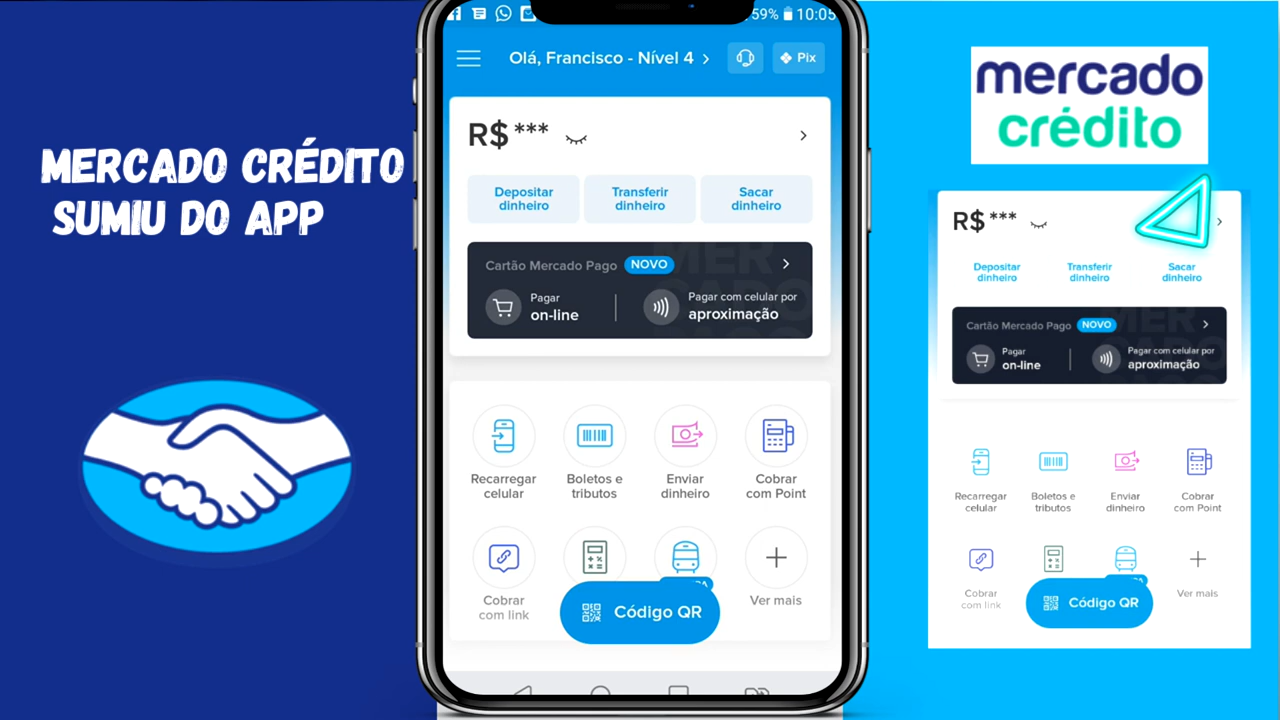 MERCADO CRÉDITO
SUMIU DO APP
59% 10:05
Olá, Francisco - Nível 4
Pix
R$ ***
Depositar dinheiro
Transferir dinheiro
Sacar dinheiro
Cartão Mercado Pago NOVO
Pagar on-line
Pagar com celular por aproximação
Recarregar celular
Boletos e tributos
Enviar dinheiro
Cobrar com Point
Cobrar com link
Código QR
Ver mais
mercado
crédito
R$ ***
Depositar dinheiro
Transferir dinheiro
Sacar dinheiro
Cartão Mercado Pago NOVO
Pagar on-line
Pagar com celular por aproximação
Recarregar celular
Boletos e tributos
Enviar dinheiro
Cobrar com Point
Cobrar com link
Código QR
Ver mais